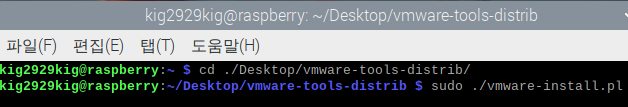 kig2929kig@raspberry: ~/Desktop/vmware-tools-distrib
파일(F) 편집(E) 탭(T) 도움말(H)
kig2929kig@raspberry:~ $ cd ./Desktop/vmware-tools-distrib/
kig2929kig@raspberry:~/Desktop/vmware-tools-distrib $ sudo ./vmware-install.pl